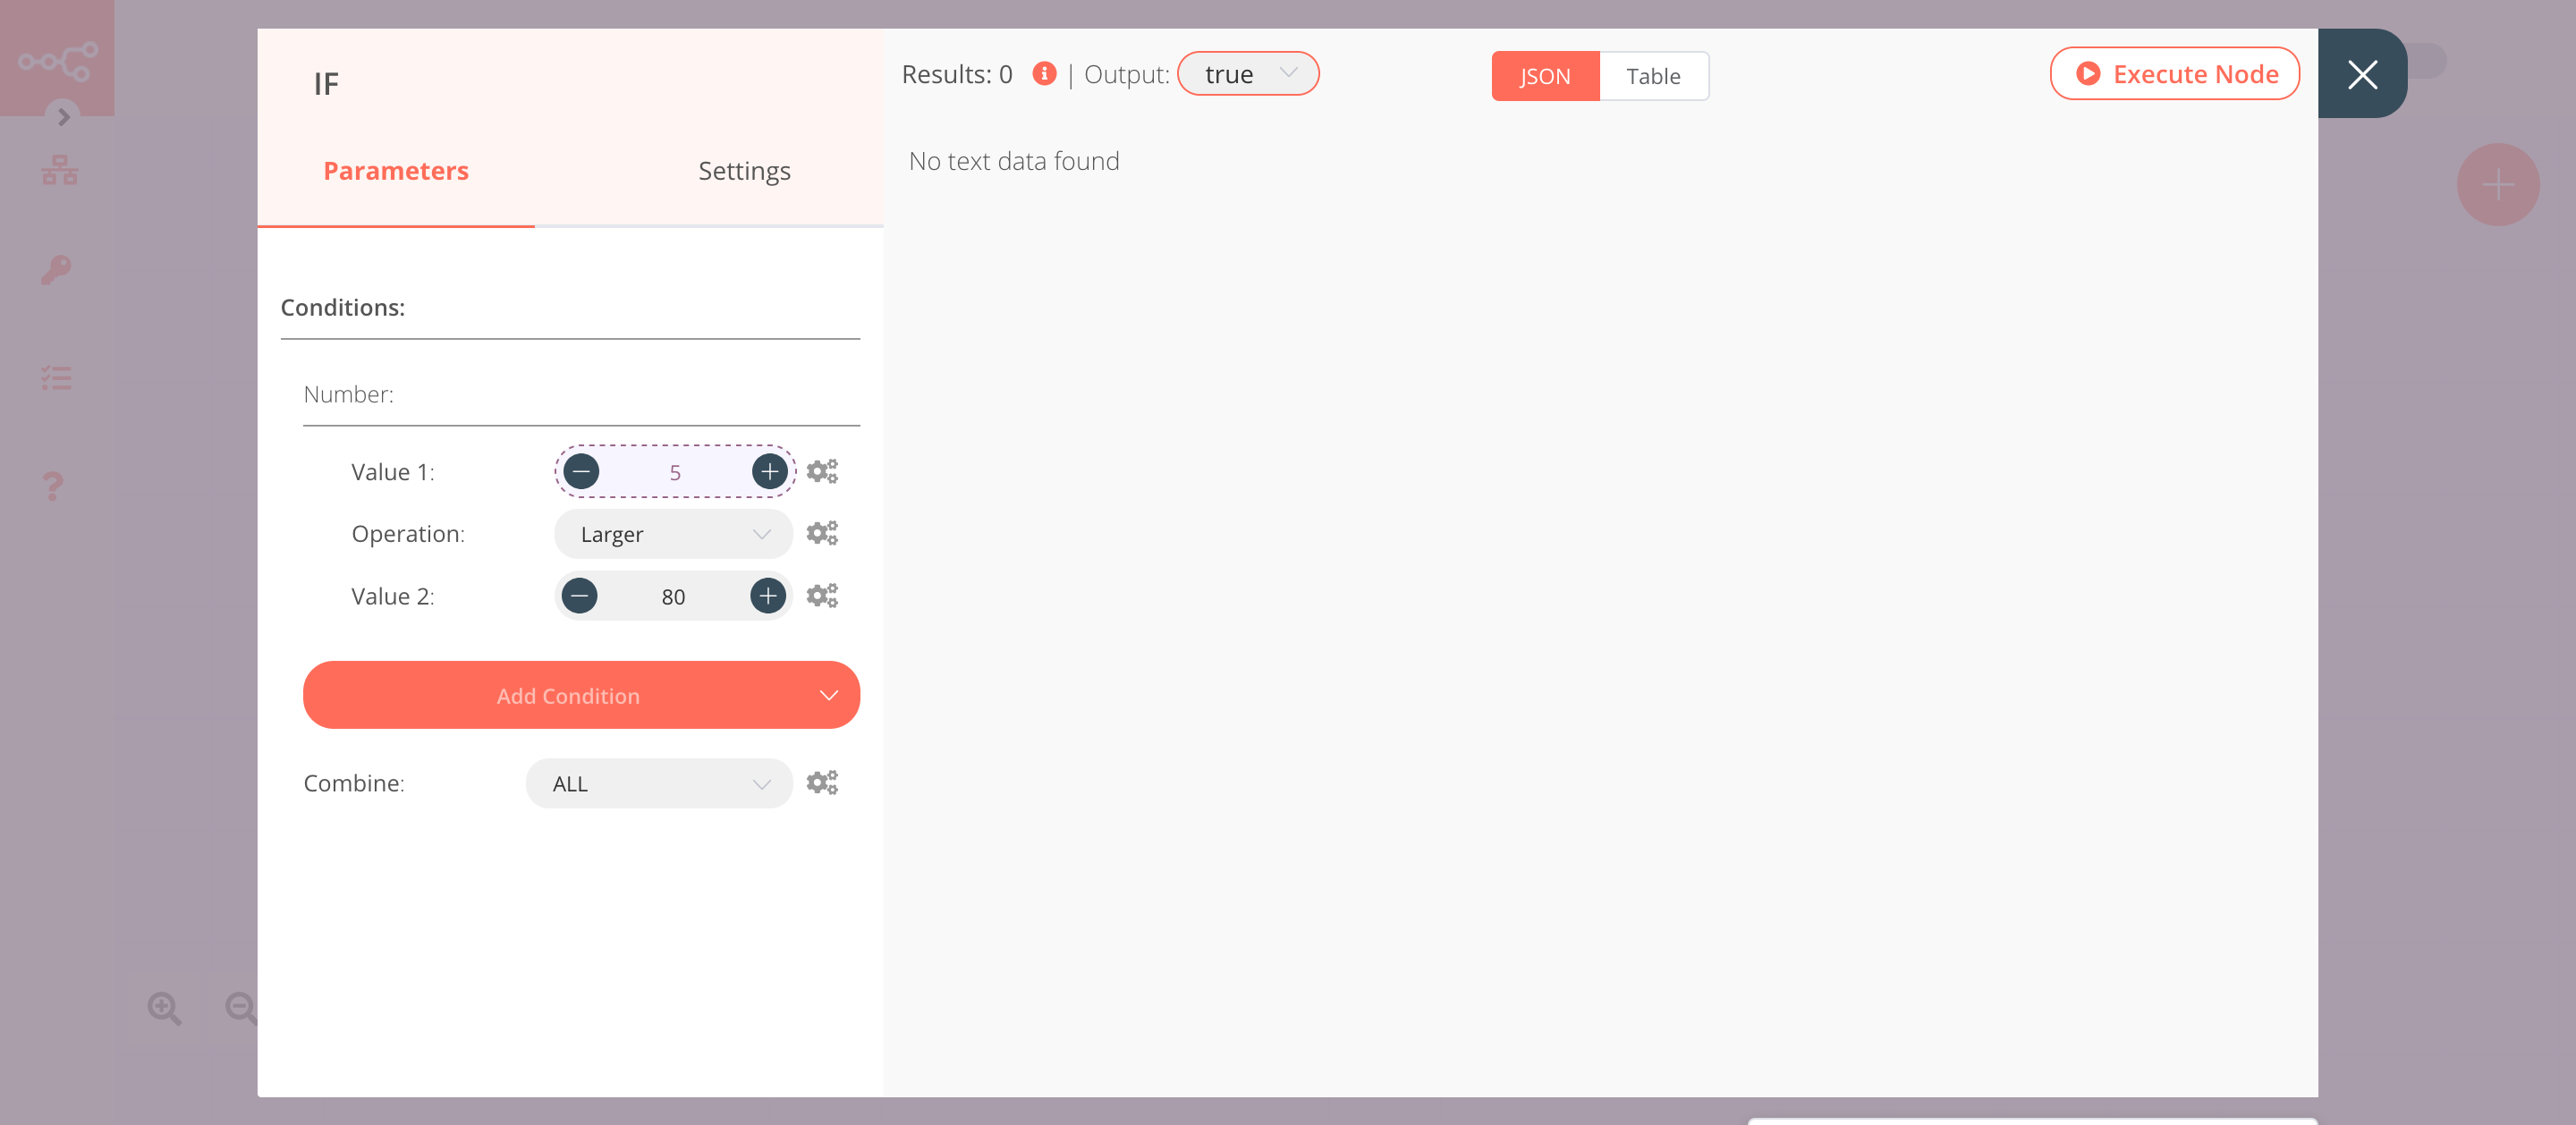 IF
Parameters
Settings
Conditions:
Number:
Value 1:
5
Operation:
Larger
Value 2:
80
Add Condition
Combine:
ALL
Results: 0 | Output: true
JSON
Table
Execute Node
No text data found